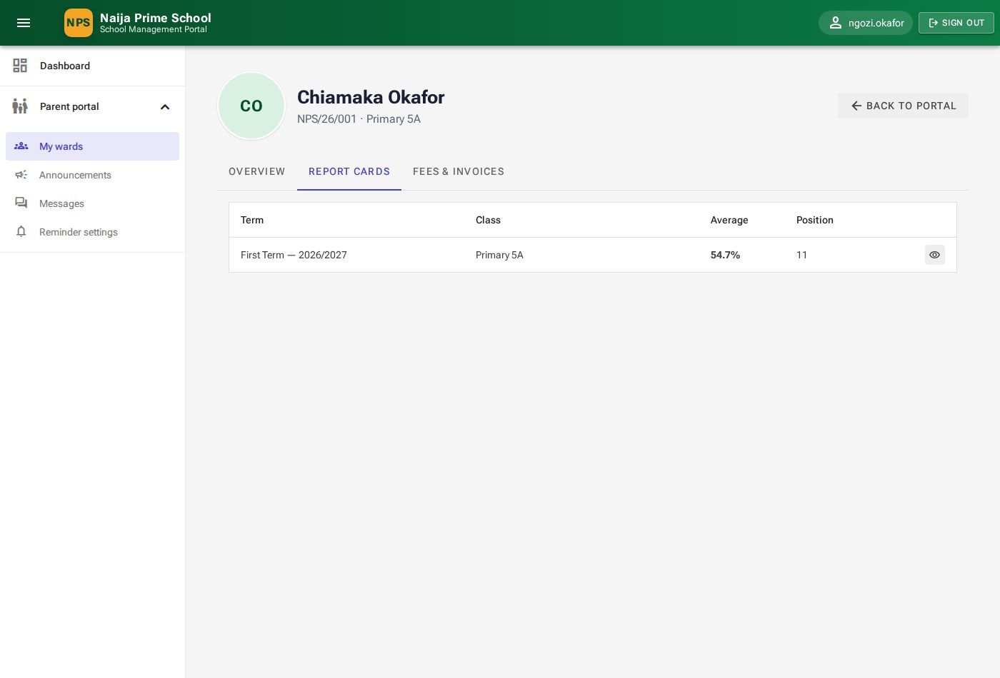 NPS
Naija Prime School
School Management Portal
ngozi.okafor
SIGN OUT
Dashboard
Parent portal
My wards
Announcements
Messages
Reminder settings
CO
Chiamaka Okafor
NPS/26/001 · Primary 5A
BACK TO PORTAL
OVERVIEW
REPORT CARDS
FEES & INVOICES
Term Class Average Position
First Term — 2026/2027 Primary 5A 54.7% 11